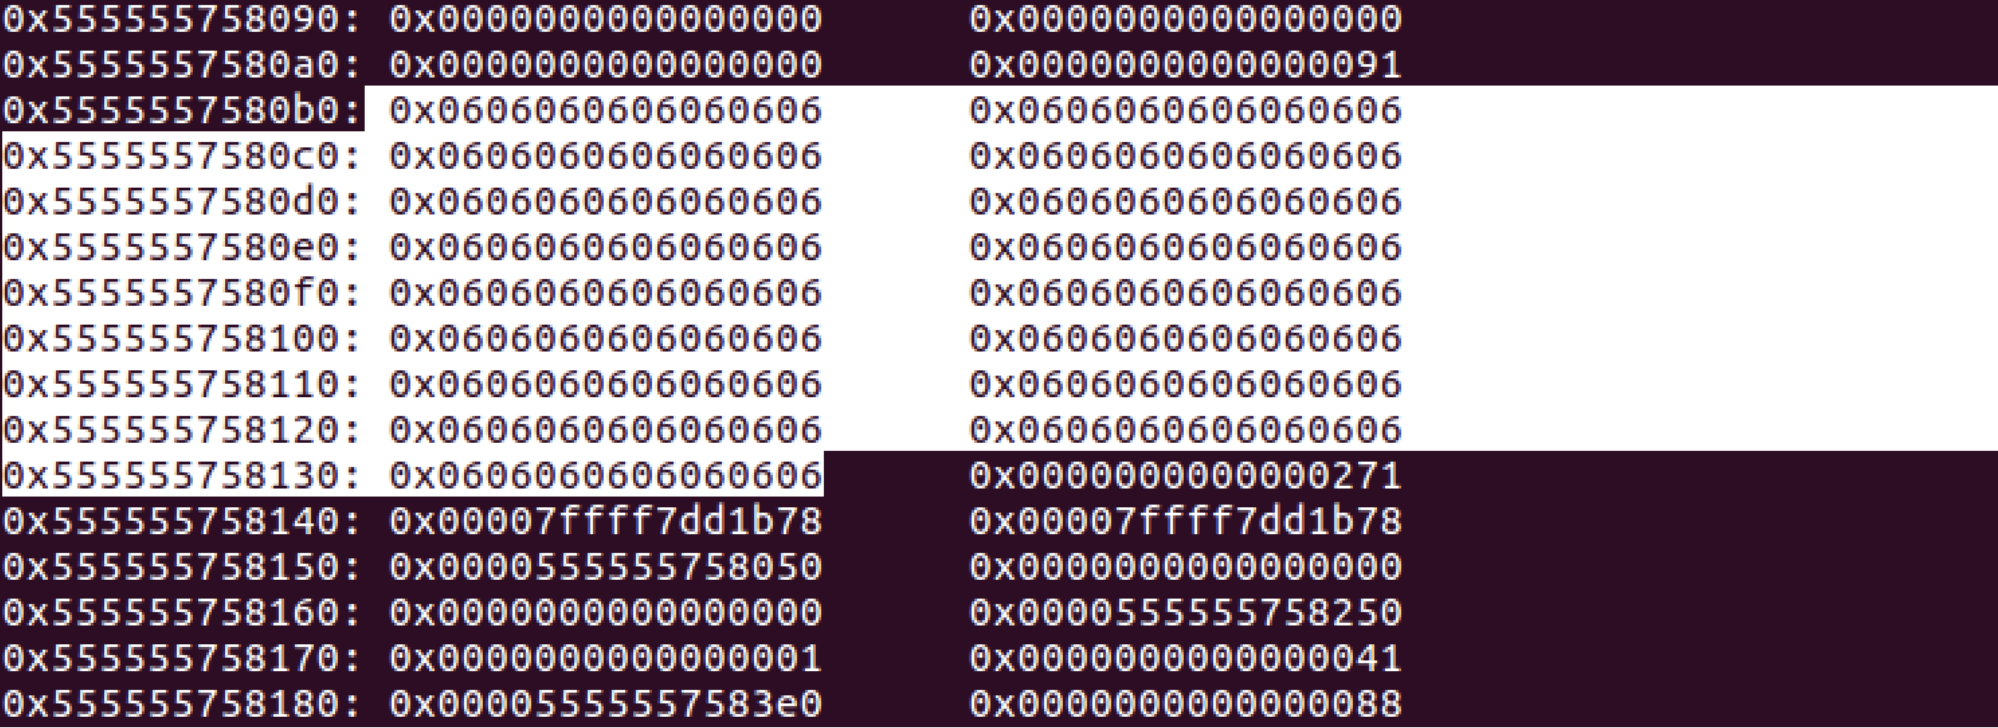 0x555555758090: 0x0000000000000000 0x0000000000000000
0x5555557580a0: 0x0000000000000000 0x0000000000000091
0x5555557580b0: 0x0606060606060606 0x0606060606060606
0x5555557580c0: 0x0606060606060606 0x0606060606060606
0x5555557580d0: 0x0606060606060606 0x0606060606060606
0x5555557580e0: 0x0606060606060606 0x0606060606060606
0x5555557580f0: 0x0606060606060606 0x0606060606060606
0x555555758100: 0x0606060606060606 0x0606060606060606
0x555555758110: 0x0606060606060606 0x0606060606060606
0x555555758120: 0x0606060606060606 0x0606060606060606
0x555555758130: 0x0606060606060606 0x0000000000000271
0x555555758140: 0x00007ffff7dd1b78 0x00007ffff7dd1b78
0x555555758150: 0x0000555555758050 0x0000000000000000
0x555555758160: 0x0000000000000000 0x0000555555758250
0x555555758170: 0x0000000000000001 0x0000000000000041
0x555555758180: 0x00005555557583e0 0x0000000000000088